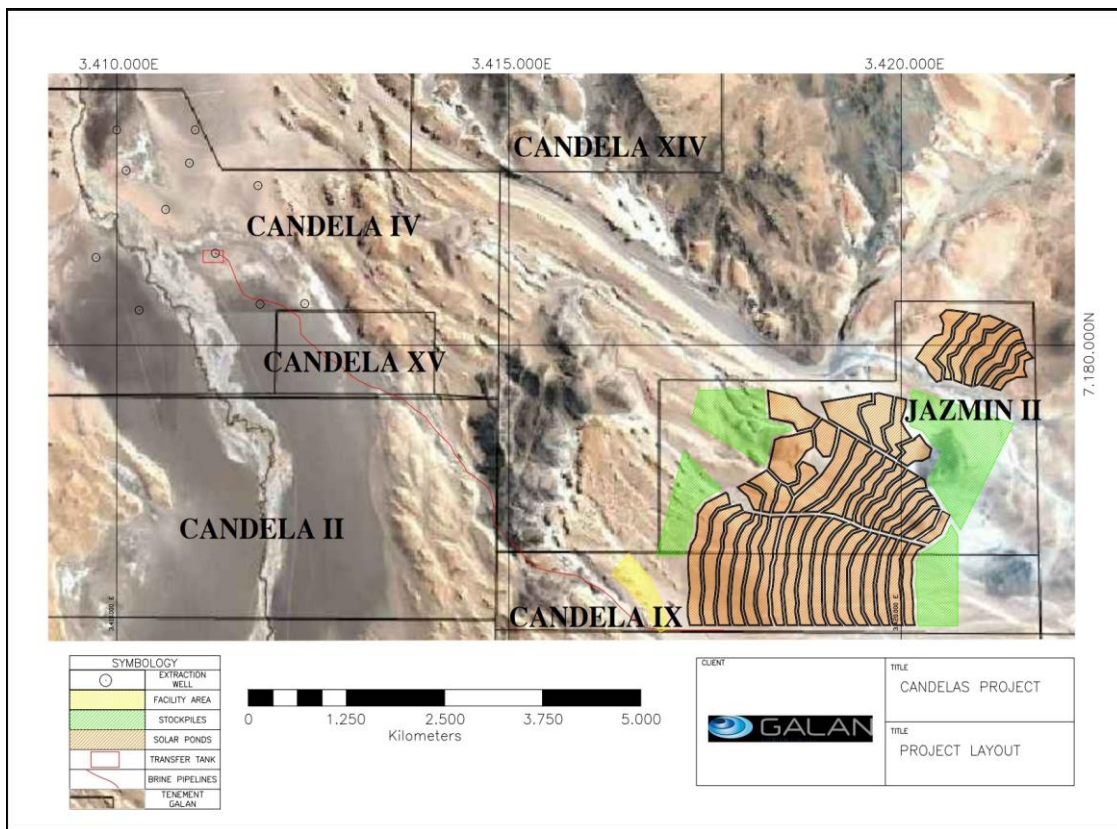 3.410.000E 3.415.000E 3.420.000E
CANDELA XIV
CANDELA IV
7.180.000N
CANDELA XV
JAZMIN II
CANDELA II
CANDELA IX
SYMBOLOGY
EXTRACTION
WELL
FACILITY AREA
STOCKPILES
SOLAR PONDS
TRANSFER TANK
BRINE PIPELINES
TENEMENT
GALAN
0 1.250 2.500 3.750 5.000
Kilometers
CLIENT
GALAN
TITLE
CANDELAS PROJECT
TITLE
PROJECT LAYOUT